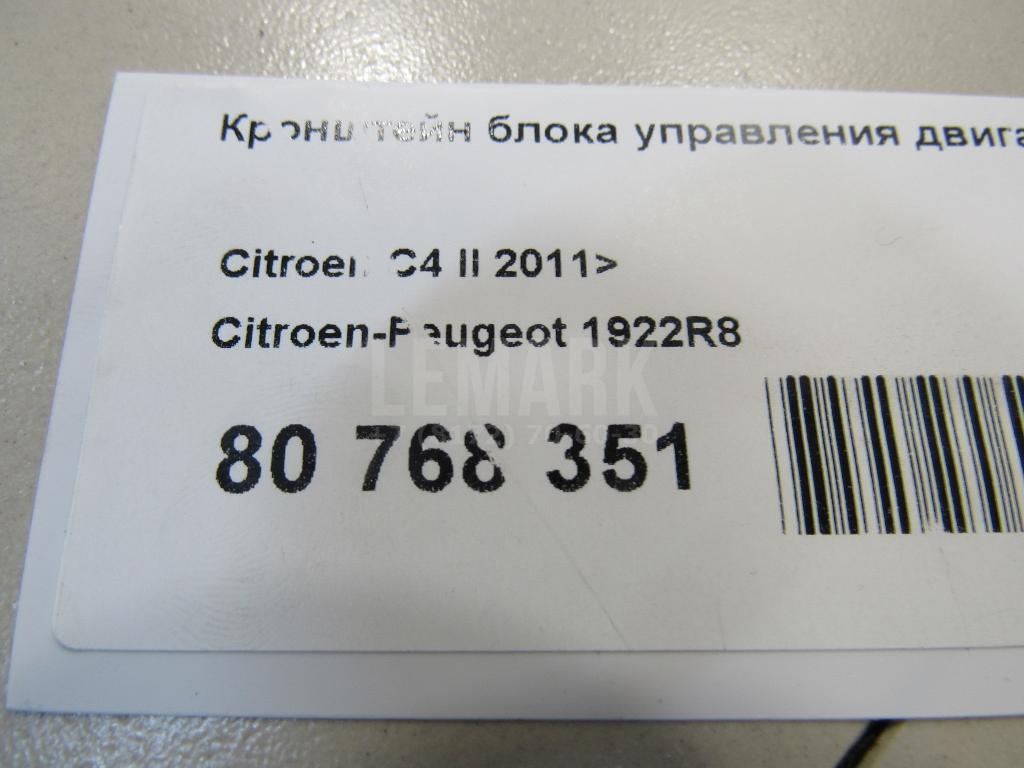 Кронштейн блока управления двига
Citroen C4 II 2011>
Citroen-Peugeot 1922R8
LEMARK
80 768 351